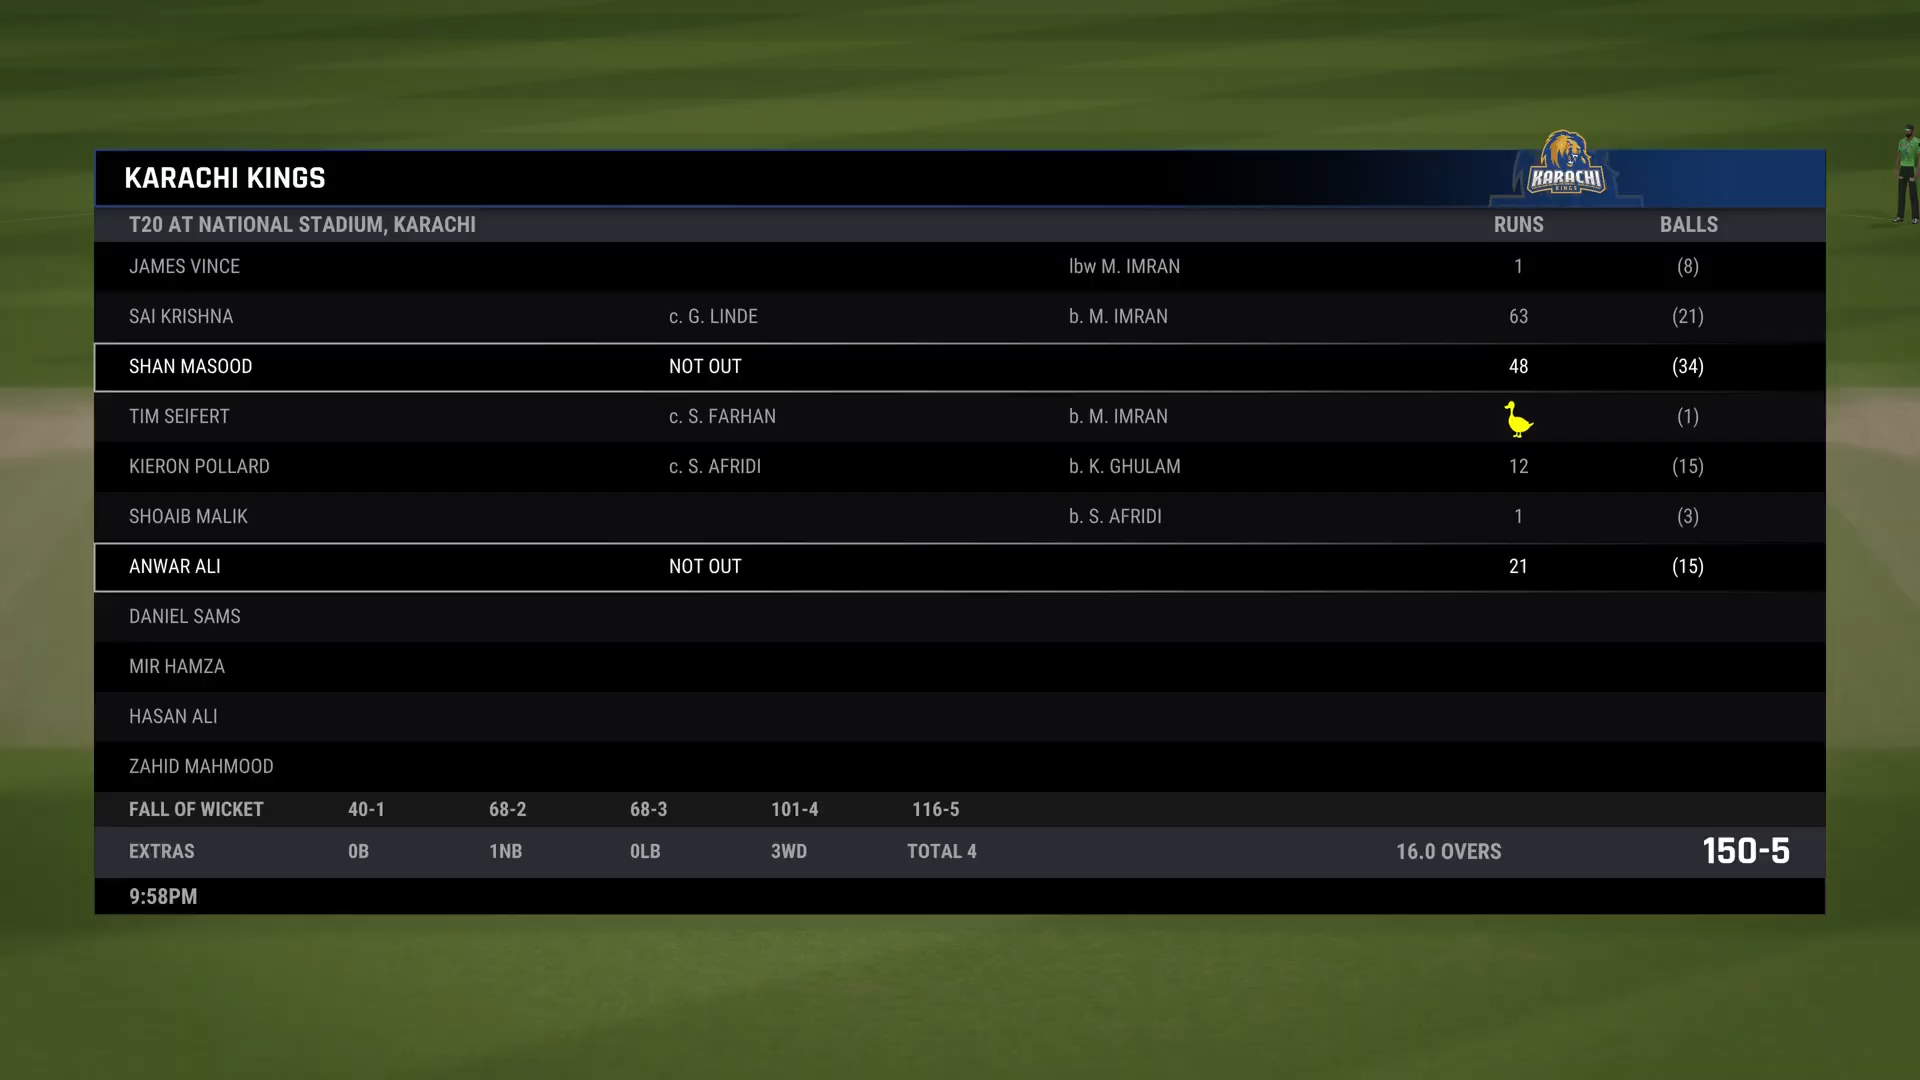 KARACHI KINGS
KARACHI
KINGS
T20 AT NATIONAL STADIUM, KARACHI RUNS BALLS
JAMES VINCE lbw M. IMRAN 1 (8)
SAI KRISHNA c. G. LINDE b. M. IMRAN 63 (21)
SHAN MASOOD NOT OUT 48 (34)
TIM SEIFERT c. S. FARHAN b. M. IMRAN (1)
KIERON POLLARD c. S. AFRIDI b. K. GHULAM 12 (15)
SHOAIB MALIK b. S. AFRIDI 1 (3)
ANWAR ALI NOT OUT 21 (15)
DANIEL SAMS
MIR HAMZA
HASAN ALI
ZAHID MAHMOOD
FALL OF WICKET 40-1 68-2 68-3 101-4 116-5
EXTRAS 0B 1NB 0LB 3WD TOTAL 4 16.0 OVERS 150-5
9:58PM